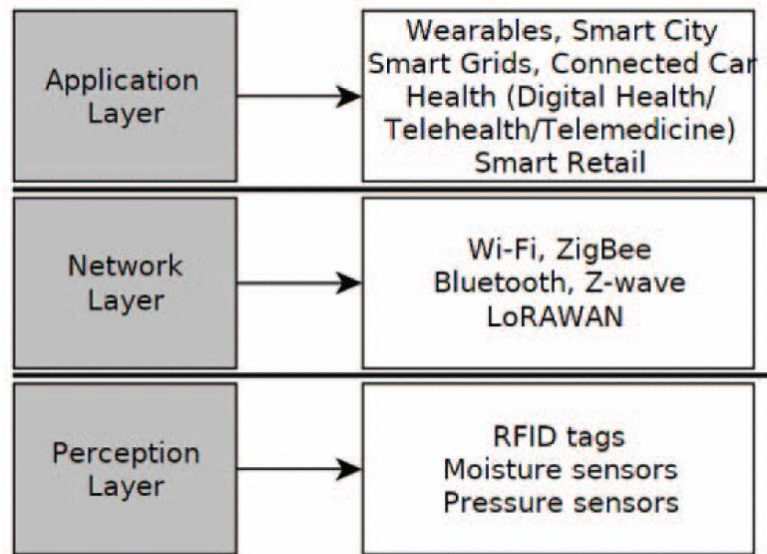 Application
Layer
Wearables, Smart City
Smart Grids, Connected Car
Health (Digital Health/
Telehealth/Telemedicine)
Smart Retail
Network
Layer
Wi-Fi, ZigBee
Bluetooth, Z-wave
LoRAWAN
Perception
Layer
RFID tags
Moisture sensors
Pressure sensors